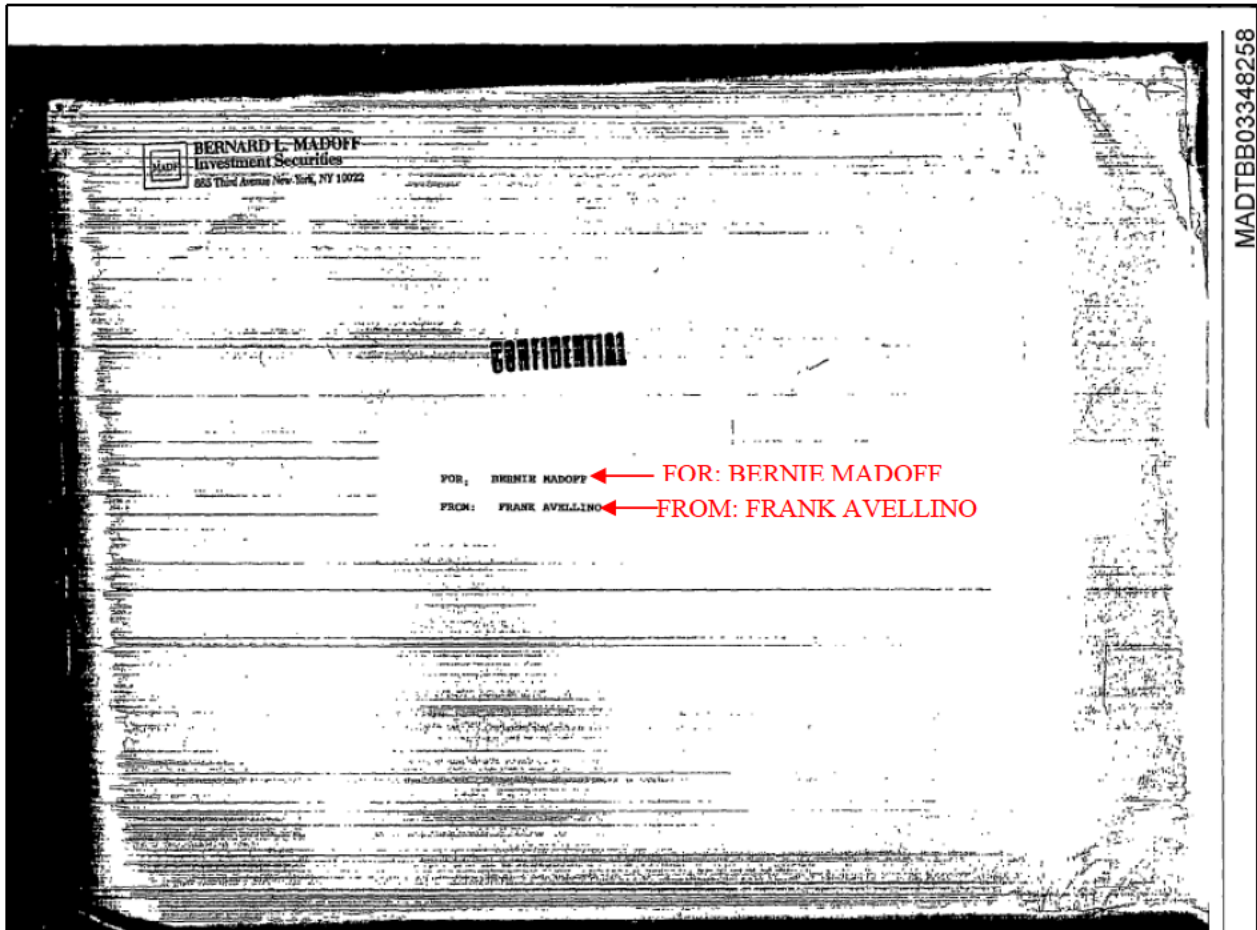 MADF
BERNARD L. MADOFF
Investment Securities
885 Third Avenue New York, NY 10022
CONFIDENTIAL
FOR; BERNIE MADOFF
FOR: BERNIE MADOFF
FROM: FRANK AVELLINO
FROM: FRANK AVELLINO
MADTBB03348258